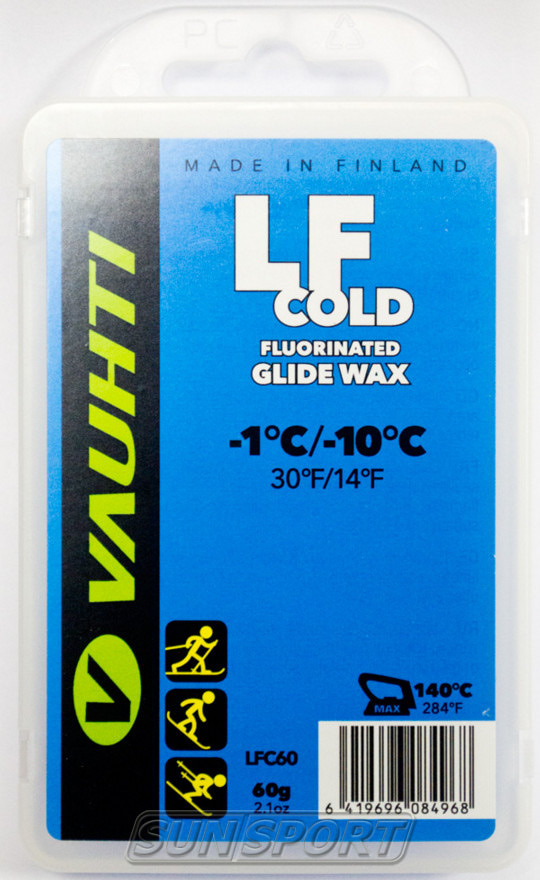 PC
MADE IN FINLAND
LF
COLD
FLUORINATED
GLIDE WAX
-1°C/-10°C
30°F/14°F
VAUHTI
V
MAX
140°C
284°F
LFC60
60g
2.1oz
6 419696 084968
SUNSPORT